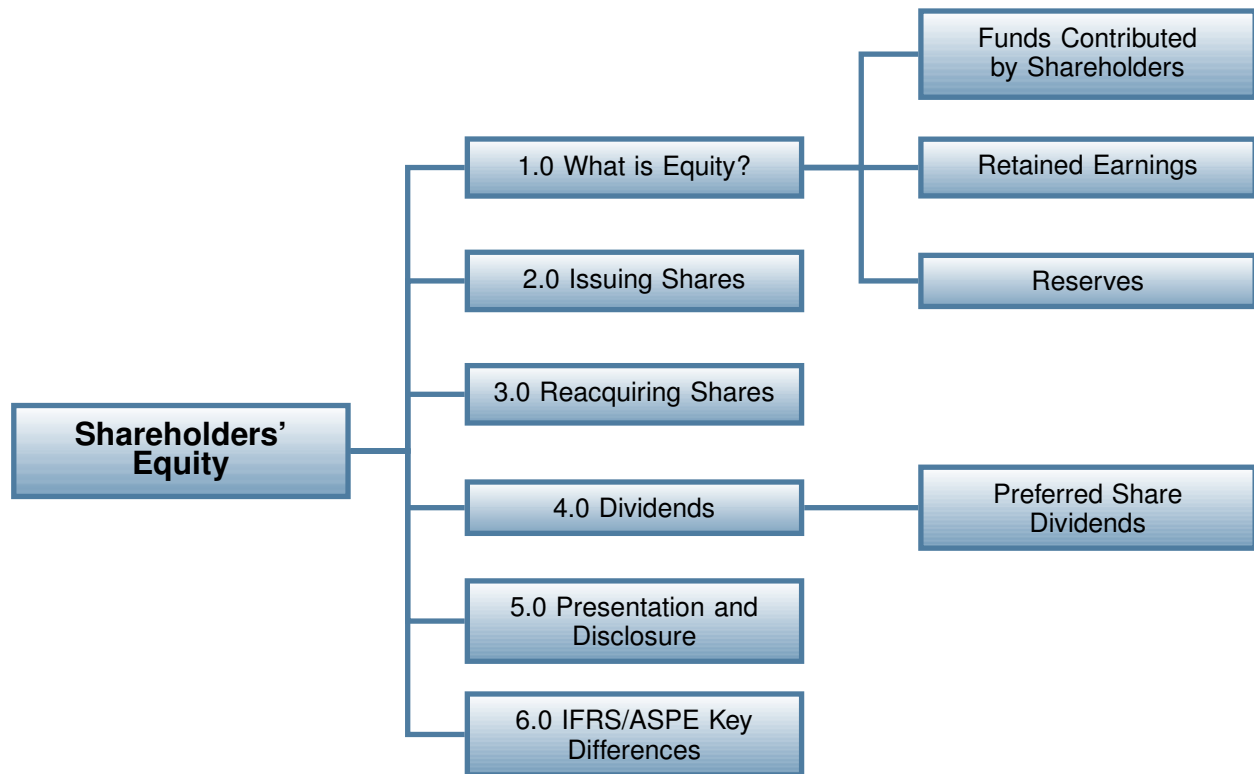 Shareholders’
Equity
1.0 What is Equity?
Funds Contributed
by Shareholders
Retained Earnings
Reserves
2.0 Issuing Shares
3.0 Reacquiring Shares
4.0 Dividends
Preferred Share
Dividends
5.0 Presentation and
Disclosure
6.0 IFRS/ASPE Key
Differences